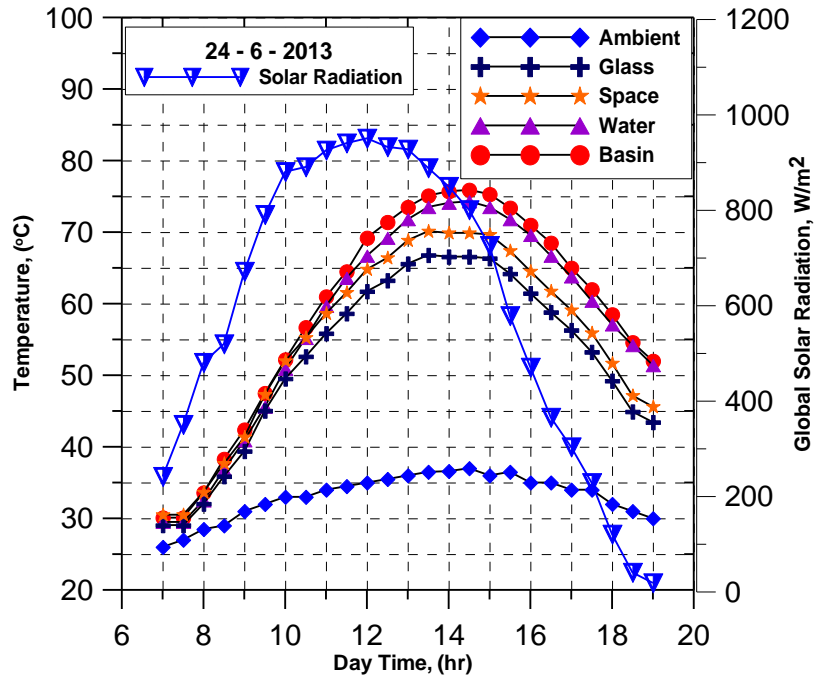 24 - 6 - 2013
Solar Radiation
Ambient
Glass
Space
Water
Basin
Temperature, (oC)
100
90
80
70
60
50
40
30
20
6 8 10 12 14 16 18 20
Day Time, (hr)
1200
1000
800
600
400
200
0
Global Solar Radiation, W/m²